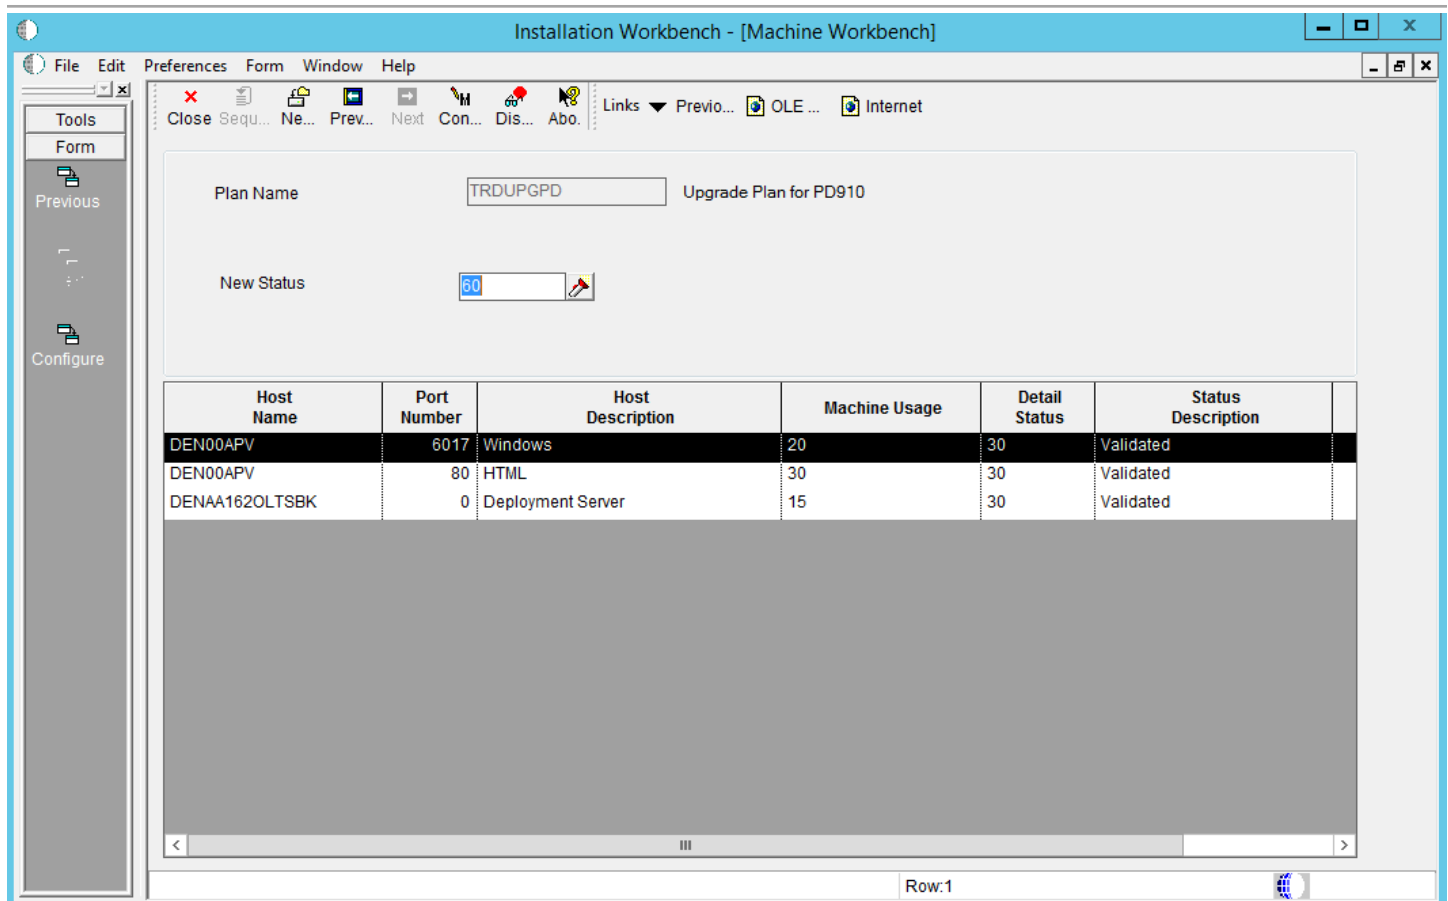 Installation Workbench - [Machine Workbench]
File Edit Preferences Form Window Help
Close Sequ... Ne... Prev... Next Con... Dis... Abo. Links Previo... OLE ... Internet
Tools
Form
Previous
Configure
Plan Name TRDUPGPD Upgrade Plan for PD910
New Status 60
Host Name Port Number Host Description Machine Usage Detail Status Status Description
DEN00APV 6017 Windows 20 30 Validated
DEN00APV 80 HTML 30 30 Validated
DENAA162OLTSBK 0 Deployment Server 15 30 Validated
Row:1